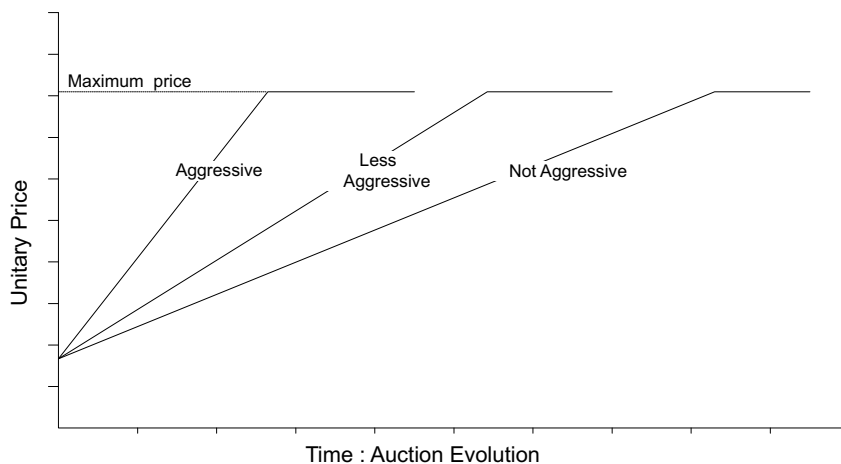 Maximum price
Aggressive
Less
Aggressive
Not Aggressive
Unitary Price
Time : Auction Evolution